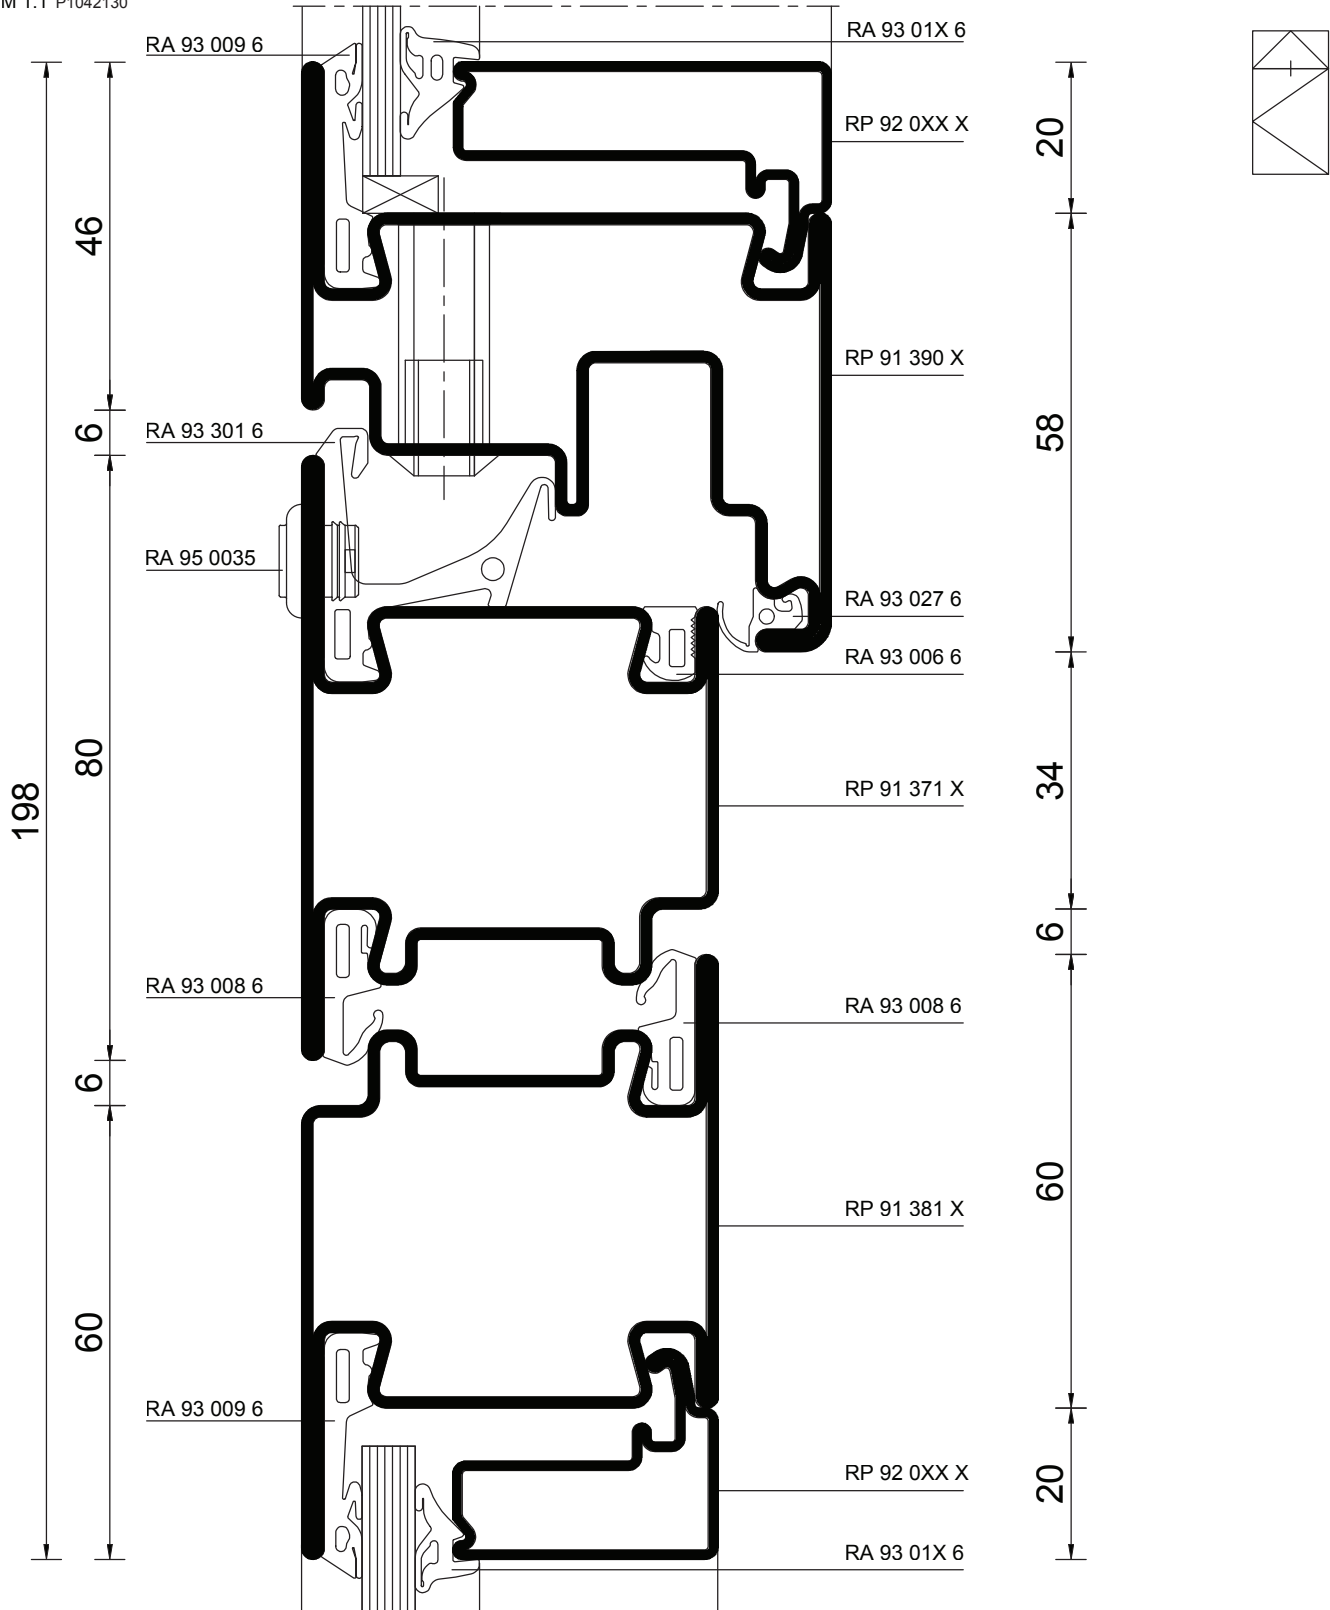 M 1.1 P1042130
RA 93 01X 6
RA 93 009 6
RP 92 0XX X
20
46
RP 91 390 X
6
RA 93 301 6
58
RA 95 0035
RA 93 027 6
RA 93 006 6
80
34
198
RP 91 371 X
6
RA 93 008 6
RA 93 008 6
6
60
RP 91 381 X
60
RA 93 009 6
RP 92 0XX X
20
RA 93 01X 6